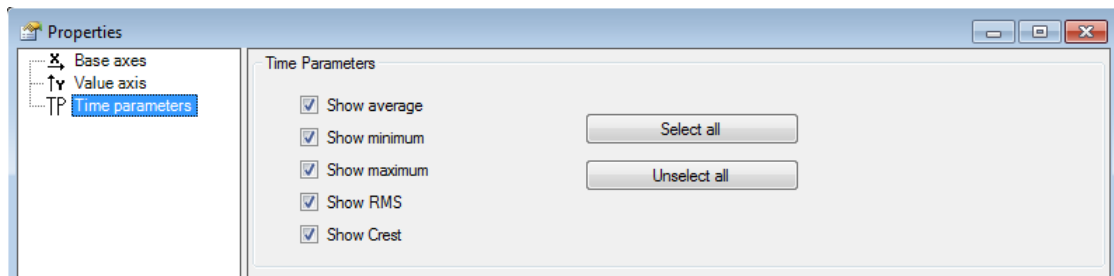 Properties
X Base axes
Y Value axis
TP Time parameters
Time Parameters
Show average
Show minimum
Show maximum
Show RMS
Show Crest
Select all
Unselect all